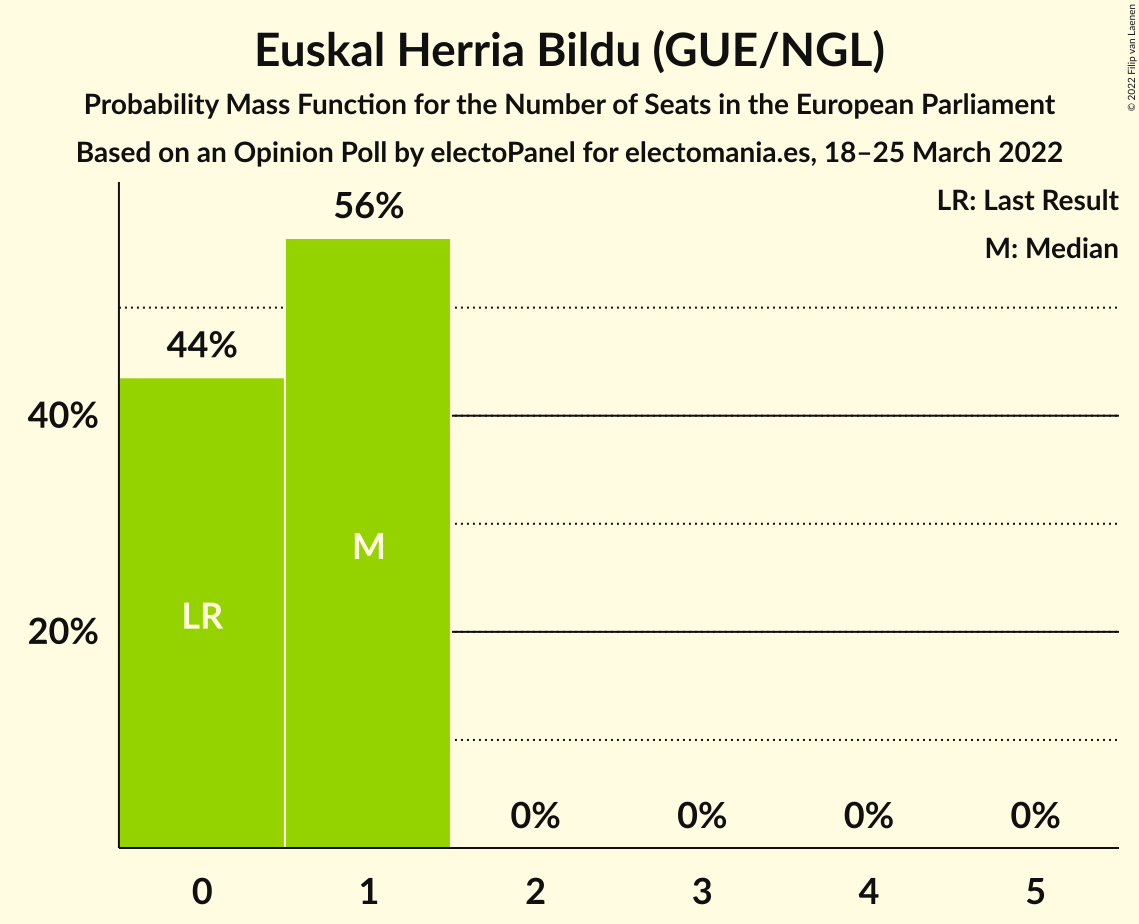 Euskal Herria Bildu (GUE/NGL)
Probability Mass Function for the Number of Seats in the European Parliament
Based on an Opinion Poll by electoPanel for electomania.es, 18–25 March 2022
© 2022 Filip van Laenen
LR: Last Result
M: Median
56%
44%
40%
20%
M
LR
0% 0% 0% 0%
0 1 2 3 4 5